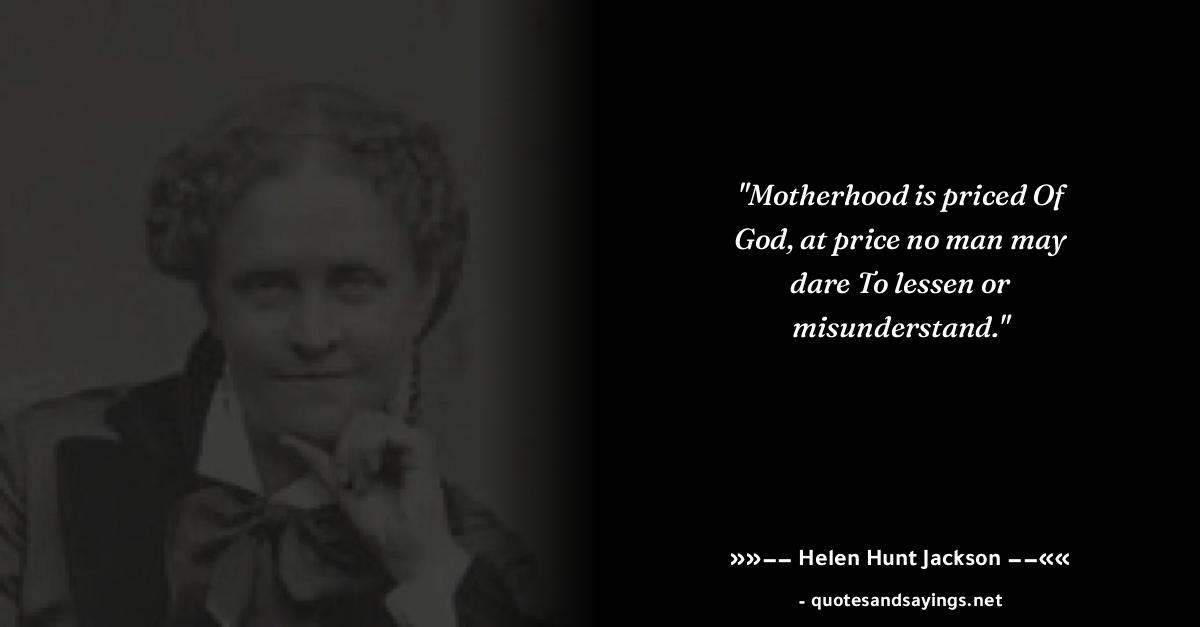 "Motherhood is priced Of
God, at price no man may
dare To lessen or
misunderstand."
»»–– Helen Hunt Jackson ––««
- quotesandsayings.net